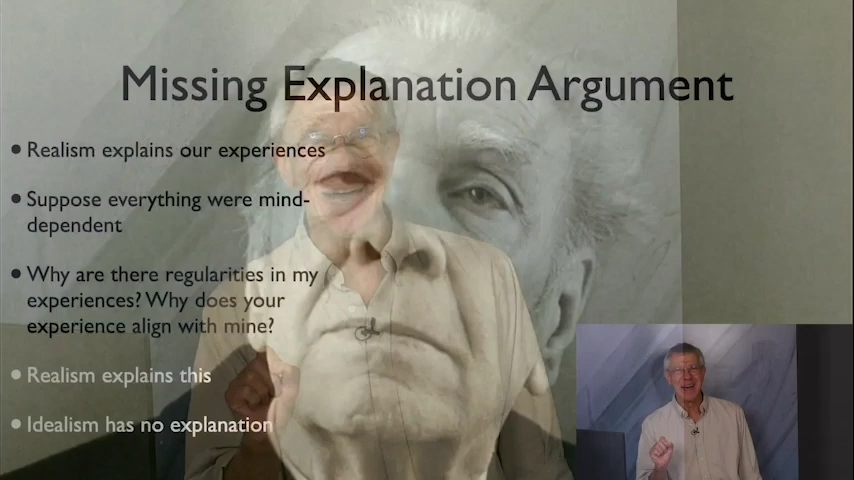 Missing Explanation Argument
• Realism explains our experiences
• Suppose everything were mind-
dependent
• Why are there regularities in my
experiences? Why does your
experience align with mine?
• Realism explains this
• Idealism has no explanation